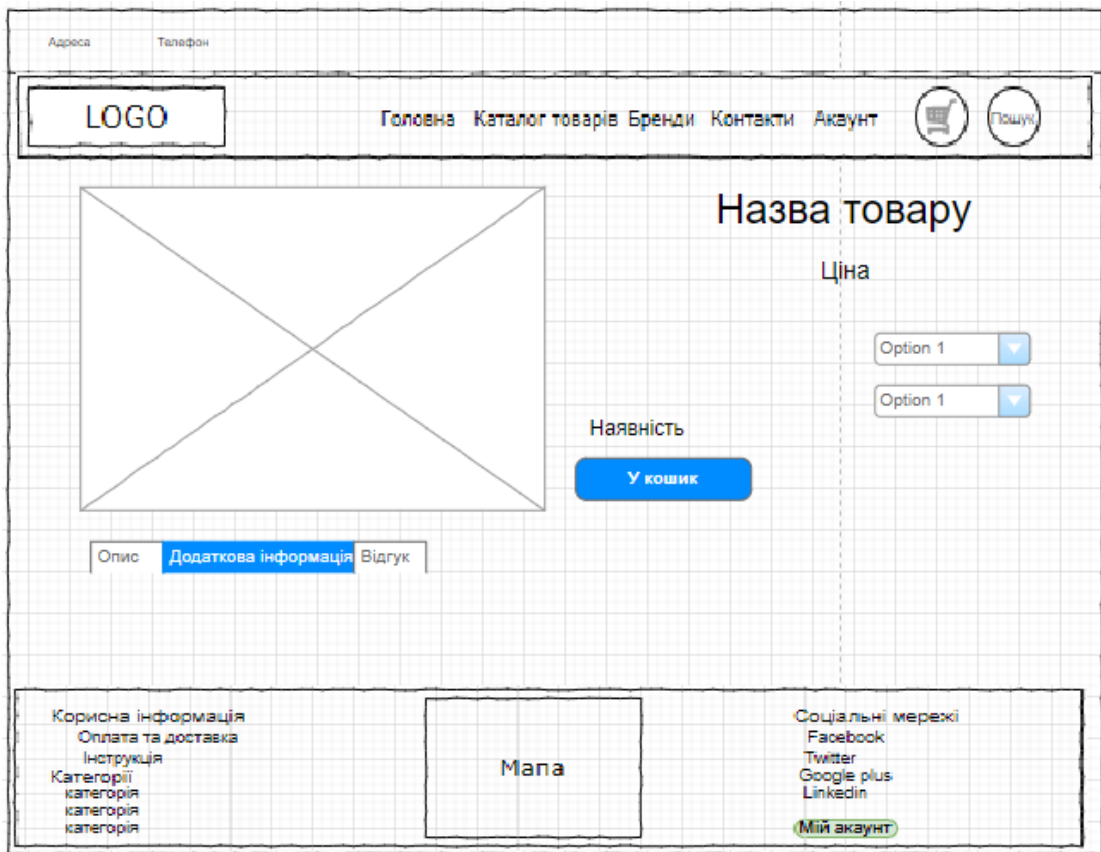 Адреса Телефон
LOGO Головна Каталог товарів Бренди Контакти Акаунт Пошук
Назва товару
Ціна
Option 1
Option 1
Наявність
У кошик
Опис Додаткова інформація Відгук
Корисна інформація
Оплата та доставка
Інструкція
Категорії
категорія
категорія
категорія
Мапа
Соціальні мережі
Facebook
Twitter
Google plus
Linkedin
Мій акаунт